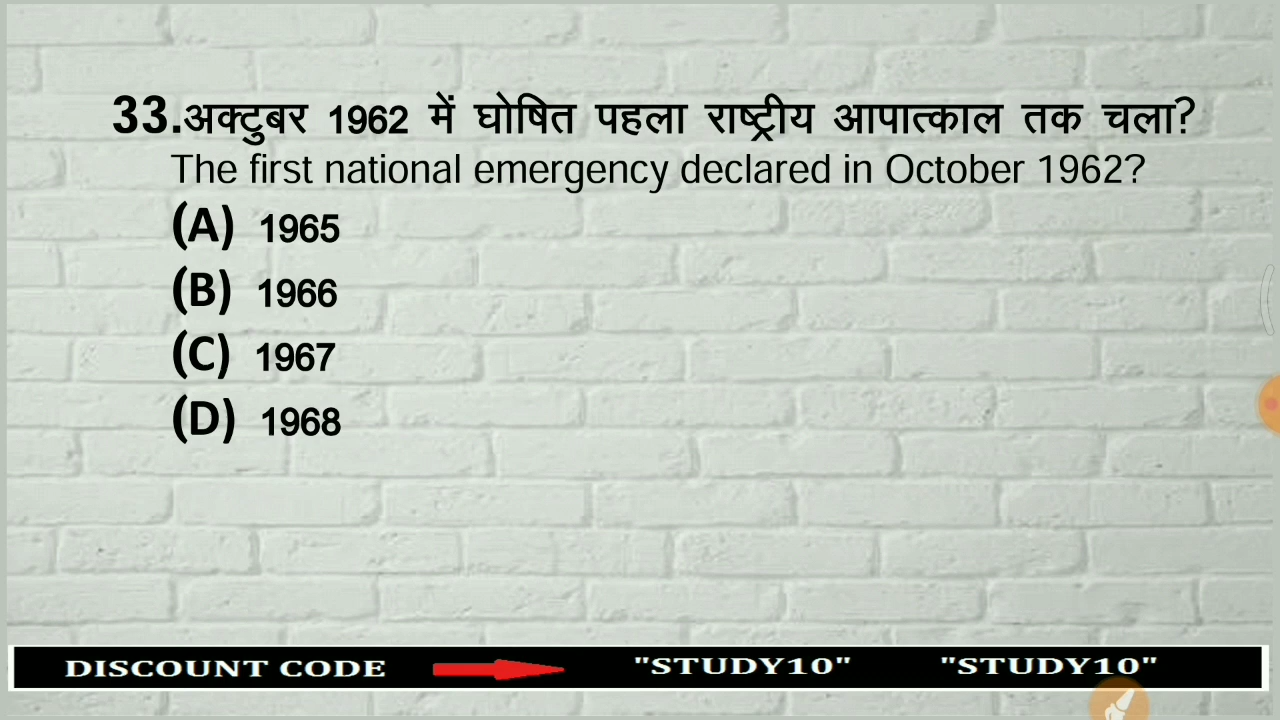 33.अक्टुबर 1962 में घोषित पहला राष्ट्रीय आपात्काल तक चला?
The first national emergency declared in October 1962?
(A) 1965
(B) 1966
(C) 1967
(D) 1968
DISCOUNT CODE "STUDY10" "STUDY10"